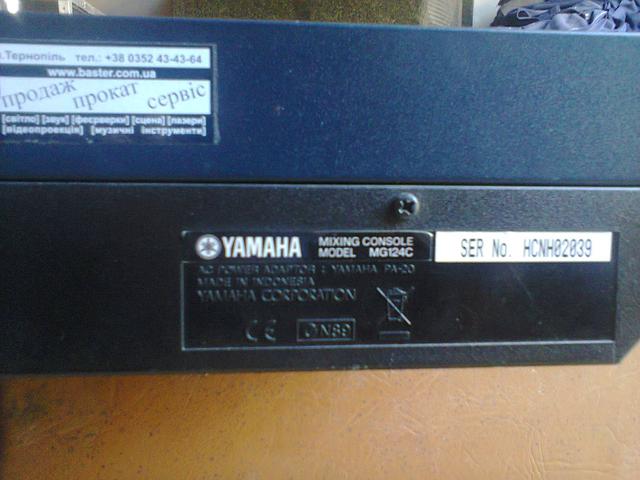 .Тернопіль тел.: +38 0352 43-43-64
www.baster.com.ua
продаж прокат сервіс
[світло] [звук] [феєрверки] [сцена] [лазери]
[відеопроекція] [музичні інструменти]
YAMAHA MIXING CONSOLE
MODEL MG124C
SER No. HCNH02039
AC POWER ADAPTOR : YAMAHA PA-20
MADE IN INDONESIA
YAMAHA CORPORATION
CE N89